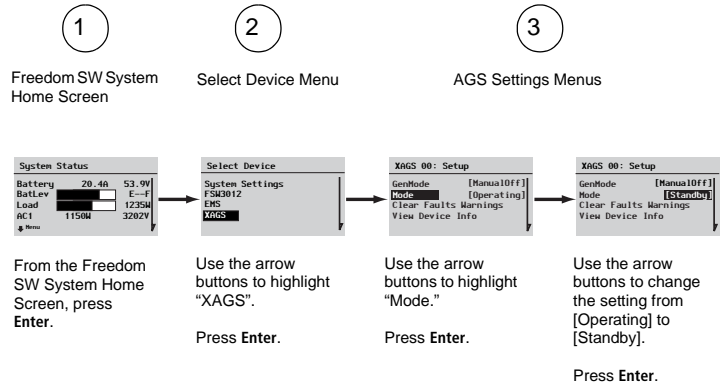 1
2
3
Freedom SW System
Home Screen
Select Device Menu
AGS Settings Menus
System Status
Battery 20.4A 53.9V
BatLev E--F
Load 1235W
AC1 1150W 3202V
Menu
Select Device
System Settings
FSW3012
EMS
XAGS
XAGS 00: Setup
GenMode [ManualOff]
Mode [Operating]
Clear Faults Warnings
View Device Info
XAGS 00: Setup
GenMode [ManualOff]
Mode [Standby]
Clear Faults Warnings
View Device Info
From the Freedom
SW System Home
Screen, press
Enter.
Use the arrow
buttons to highlight
“XAGS”.
Press Enter.
Use the arrow
buttons to highlight
“Mode.”
Press Enter.
Use the arrow
buttons to change
the setting from
[Operating] to
[Standby].
Press Enter.